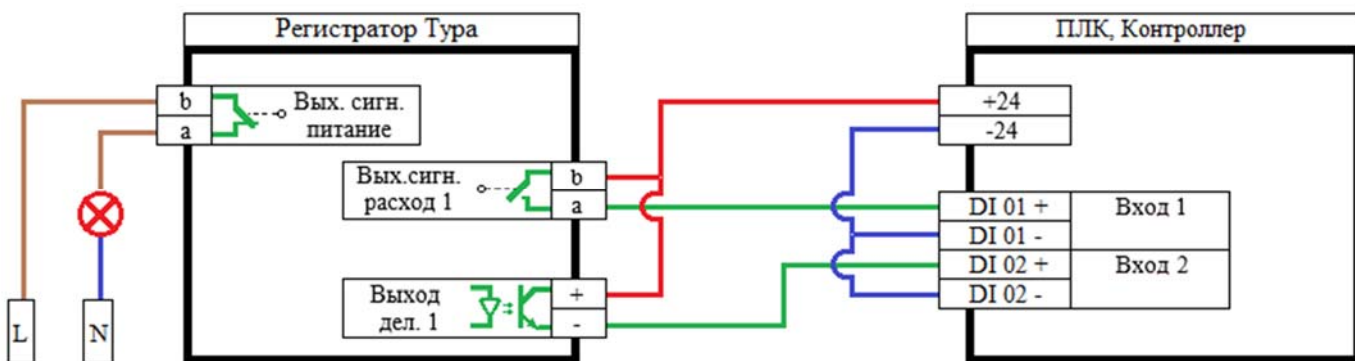 Регистратор Тура
ПЛК, Контроллер
b
a
Вых. сигн.
питание
+24
-24
Вых.сигн.
расход 1
b
a
DI 01 +
DI 01 -
DI 02 +
DI 02 -
Вход 1
Вход 2
Выход
дел. 1
+
-
L
N